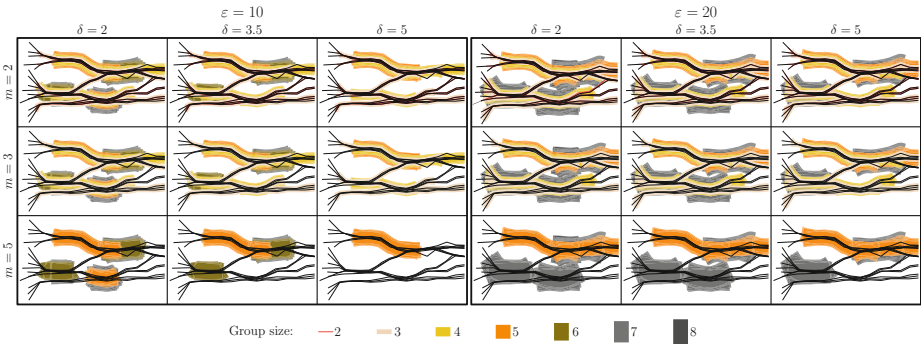 ε = 10 ε = 20
δ = 2 δ = 3.5 δ = 5 δ = 2 δ = 3.5 δ = 5
m = 2
m = 3
m = 5
Group size: 2 3 4 5 6 7 8